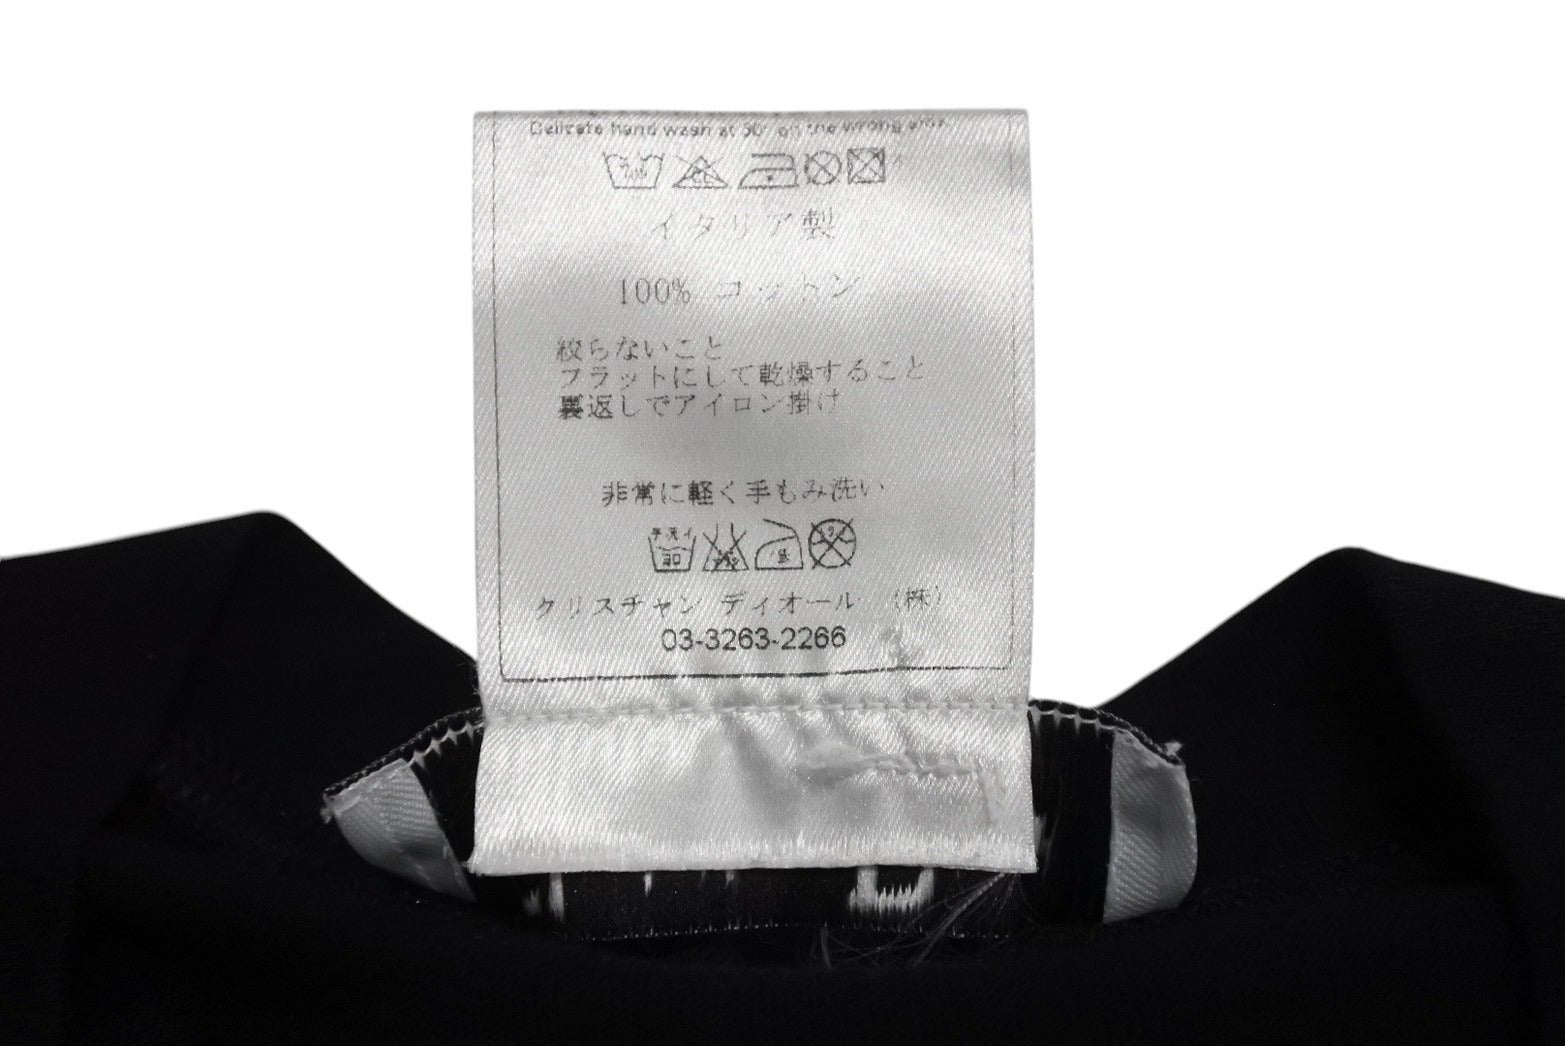 Delicate hand wash at 30° on the wrong side.
CL
イタリア製
100% コットン
絞らないこと
フラットにして乾燥すること
裏返しでアイロン掛け
非常に軽く手もみ洗い
クリスチャン ディオール (株)
03-3263-2266